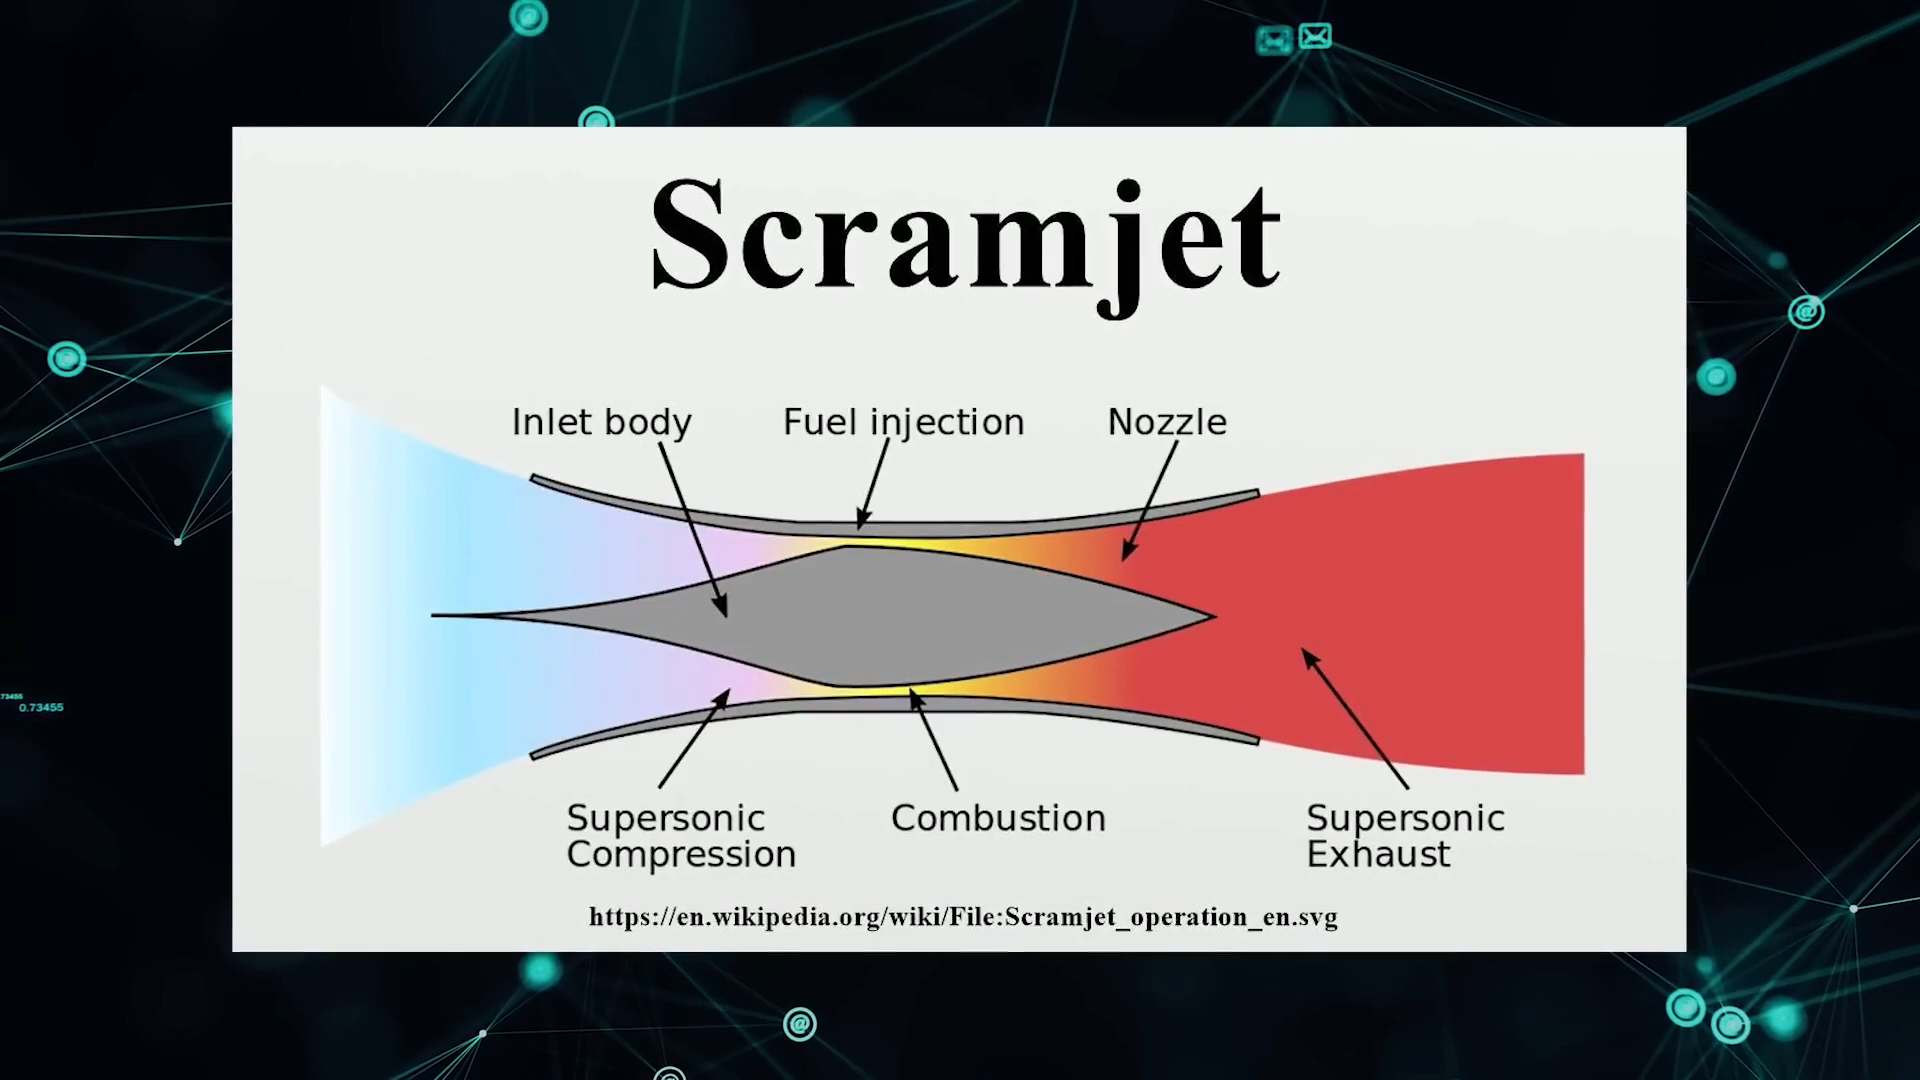 Scramjet
Inlet body
Fuel injection
Nozzle
Supersonic
Compression
Combustion
Supersonic
Exhaust
https://en.wikipedia.org/wiki/File:Scramjet_operation_en.svg
73455
0.73455